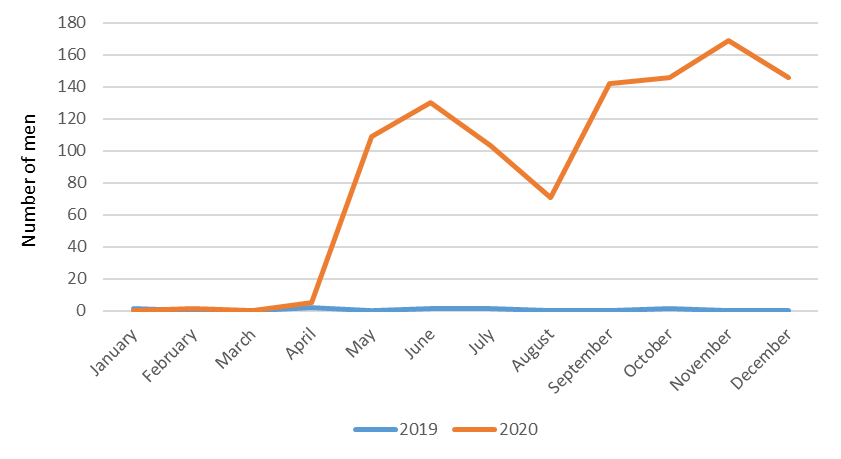 180
160
140
120
100
80
60
40
20
0
Number of men
January
February
March
April
May
June
July
August
September
October
November
December
2019
2020